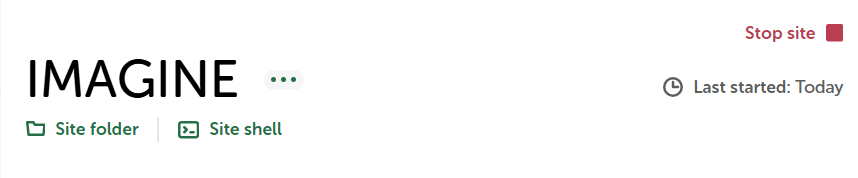 Stop site
IMAGINE
Last started: Today
Site folder
Site shell